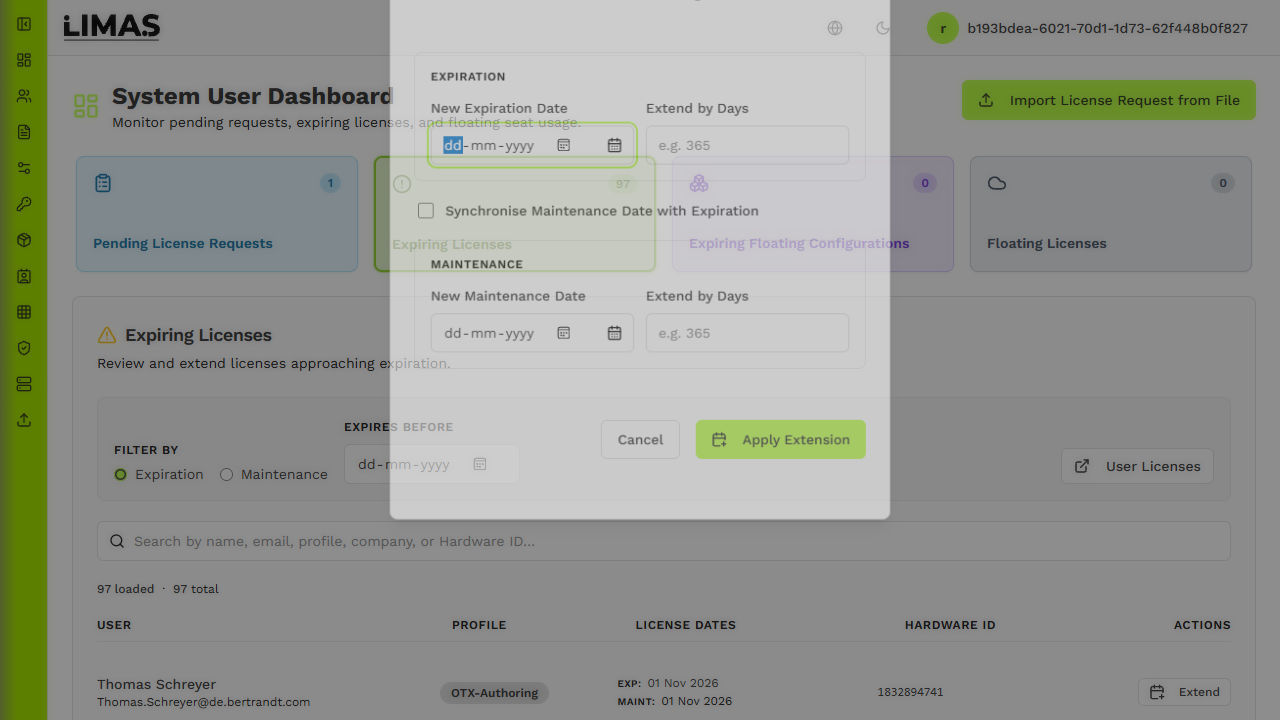 LIMAS
r
b193bdea-6021-70d1-1d73-62f448b0f827
System User Dashboard
Monitor pending requests, expiring licenses, and floating seat usage.
Import License Request from File
1
Pending License Requests
97
Expiring Licenses
0
Expiring Floating Configurations
0
Floating Licenses
EXPIRATION
New Expiration Date
Extend by Days
dd-mm-yyyy
e.g. 365
Synchronise Maintenance Date with Expiration
MAINTENANCE
New Maintenance Date
Extend by Days
dd-mm-yyyy
e.g. 365
Cancel
Apply Extension
Expiring Licenses
Review and extend licenses approaching expiration.
FILTER BY
Expiration
Maintenance
EXPIRES BEFORE
dd-mm-yyyy
User Licenses
Search by name, email, profile, company, or Hardware ID...
97 loaded · 97 total
USER
PROFILE
LICENSE DATES
HARDWARE ID
ACTIONS
Thomas Schreyer
Thomas.Schreyer@de.bertrandt.com
OTX-Authoring
EXP: 01 Nov 2026
MAINT: 01 Nov 2026
1832894741
Extend